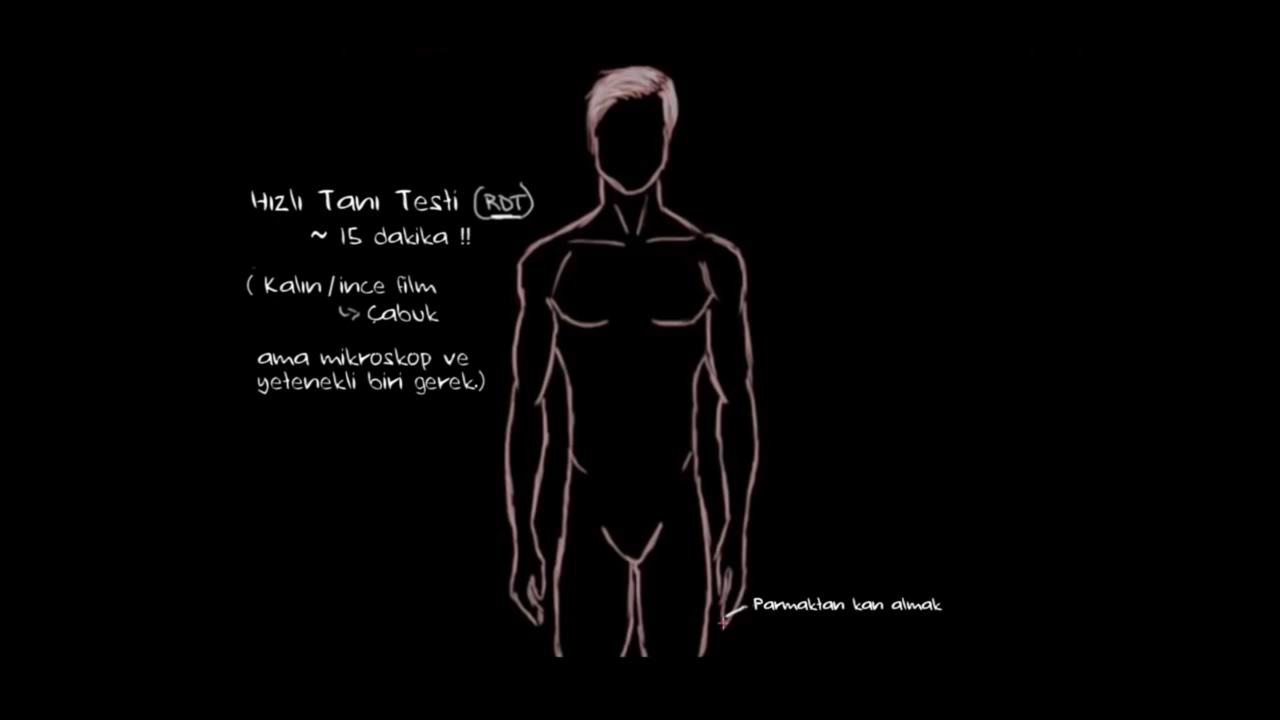 Hızlı Tanı Testi (RDT)
~ 15 dakika !!
( Kalın/ince film
↳ Çabuk
ama mikroskop ve
yetenekli biri gerek.)
Parmaktan kan almak